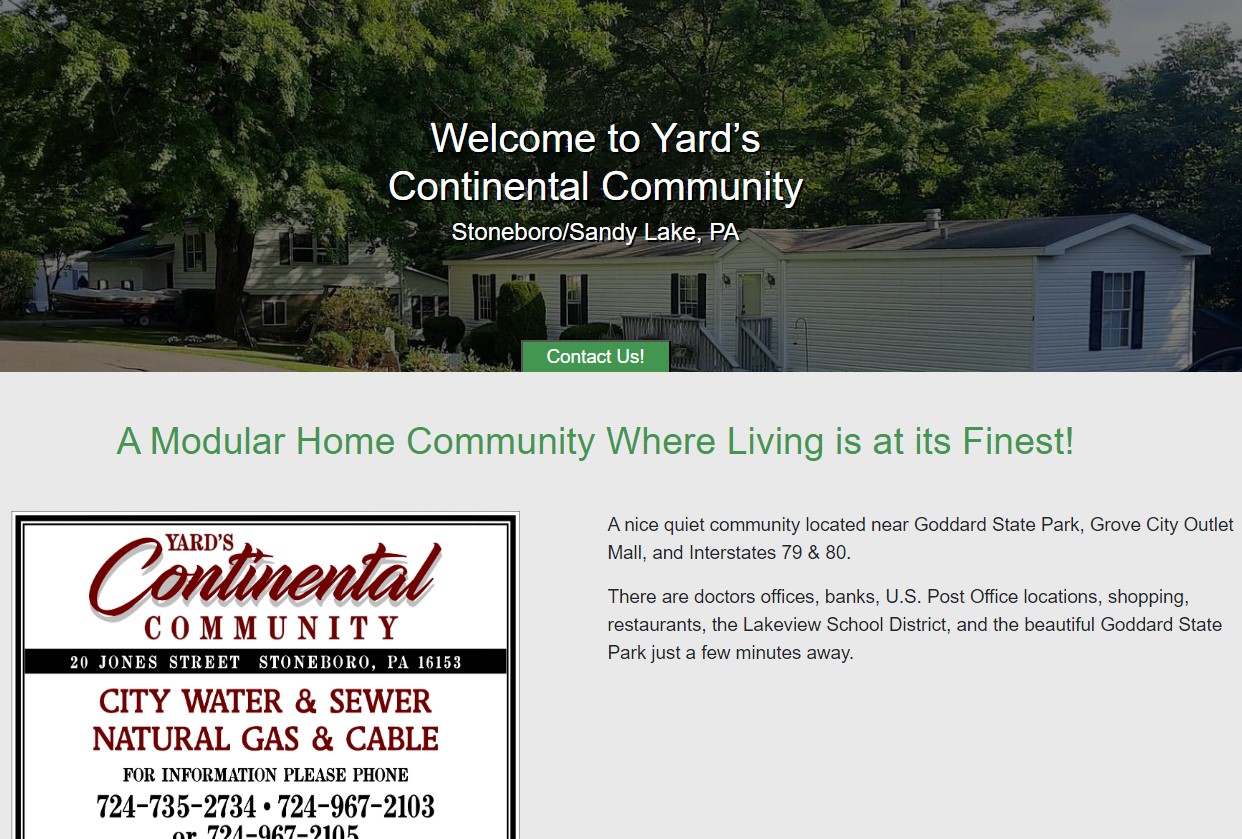 Welcome to Yard’s
Continental Community
Stoneboro/Sandy Lake, PA
Contact Us!
A Modular Home Community Where Living is at its Finest!
YARD'S
Continental
COMMUNITY
20 JONES STREET STONEBORO, PA 16153
CITY WATER & SEWER
NATURAL GAS & CABLE
FOR INFORMATION PLEASE PHONE
724-735-2734 • 724-967-2103
or 724-967-2105
A nice quiet community located near Goddard State Park, Grove City Outlet
Mall, and Interstates 79 & 80.
There are doctors offices, banks, U.S. Post Office locations, shopping,
restaurants, the Lakeview School District, and the beautiful Goddard State
Park just a few minutes away.